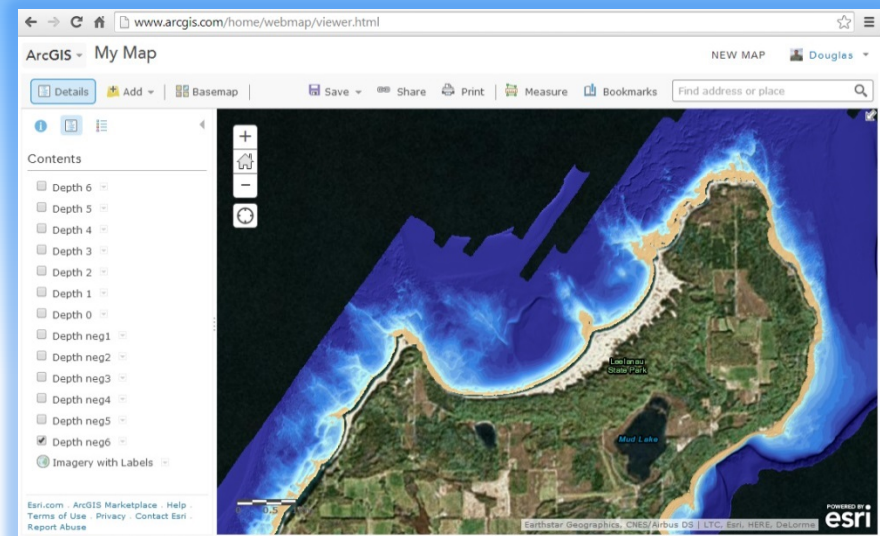 www.arcgis.com/home/webmap/viewer.html
ArcGIS My Map
NEW MAP Douglas
Details Add Basemap Save Share Print Measure Bookmarks Find address or place
Contents
Depth 6
Depth 5
Depth 4
Depth 3
Depth 2
Depth 1
Depth 0
Depth neg1
Depth neg2
Depth neg3
Depth neg4
Depth neg5
Depth neg6
Imagery with Labels
Esri.com . ArcGIS Marketplace . Help .
Terms of Use . Privacy . Contact Esri .
Report Abuse
Leelanau
State Park
Mud Lake
0 0.5
Earthstar Geographics, CNES/Airbus DS | LTC, Esri, HERE, DeLorme
POWERED BY
esri